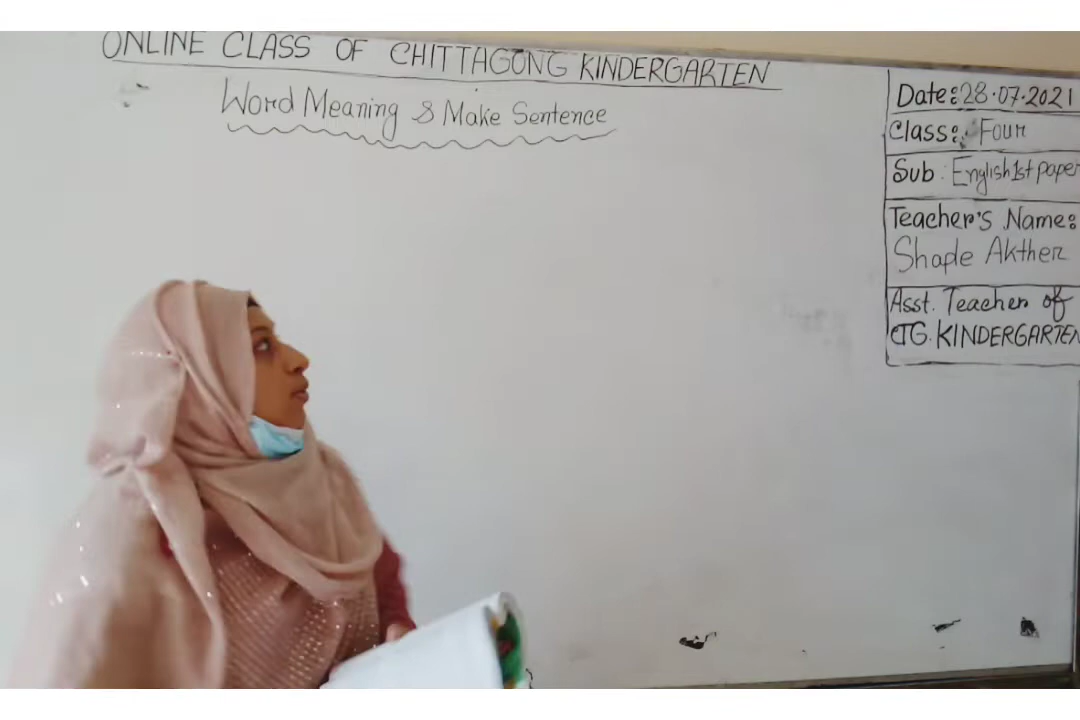 ONLINE CLASS OF CHITTAGONG KINDERGARTEN
Word Meaning & Make Sentence
Date: 28.07.2021
Class: Four
Sub: English 1st paper
Teacher's Name:
Shaple Akther
Asst. Teacher of
CTG. KINDERGARTEN